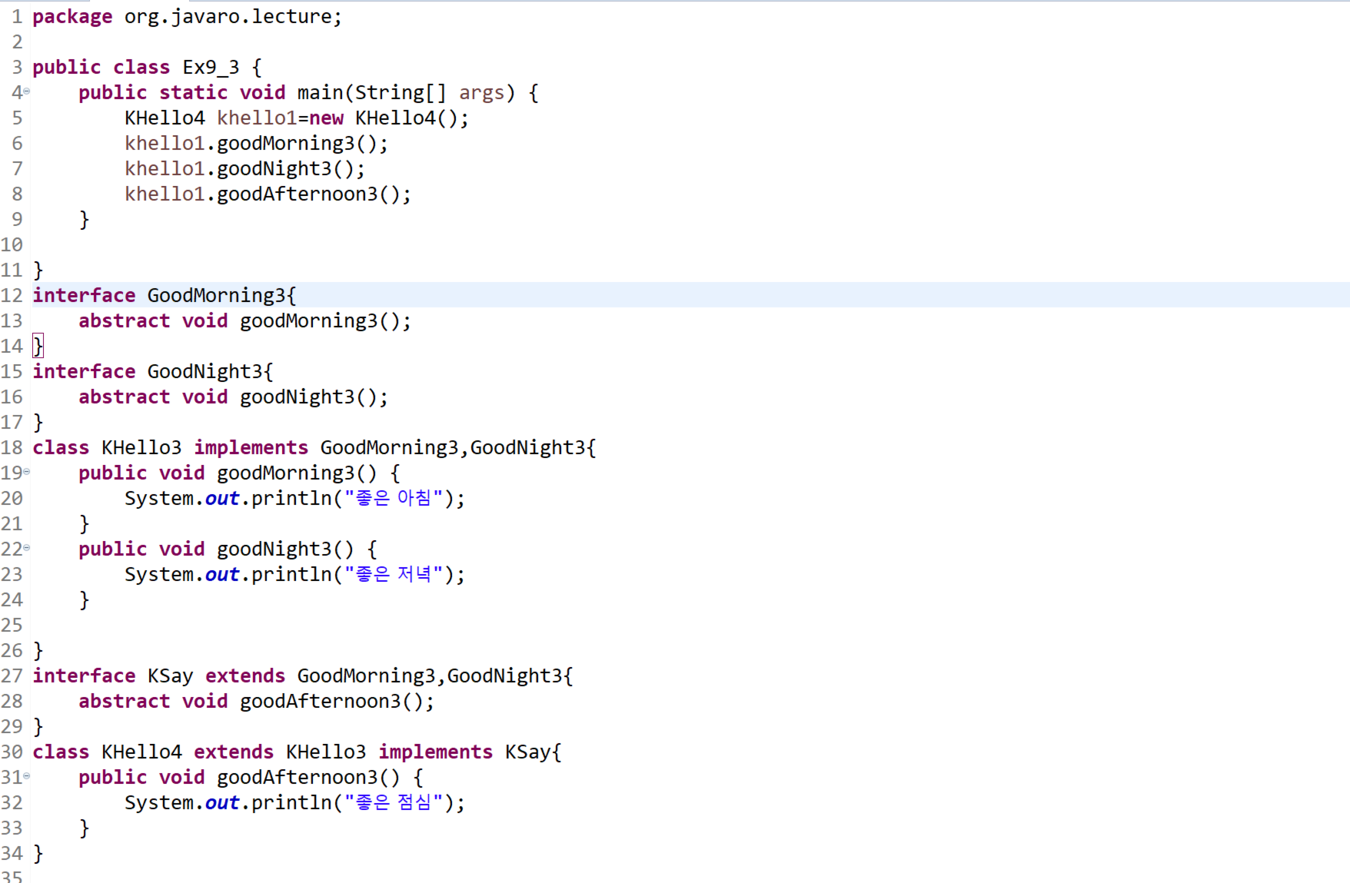 1 package org.javaro.lecture;
2
3 public class Ex9_3 {
4     public static void main(String[] args) {
5         KHello4 khello1=new KHello4();
6         khello1.goodMorning3();
7         khello1.goodNight3();
8         khello1.goodAfternoon3();
9     }
10
11 }
12 interface GoodMorning3{
13     abstract void goodMorning3();
14 }
15 interface GoodNight3{
16     abstract void goodNight3();
17 }
18 class KHello3 implements GoodMorning3,GoodNight3{
19     public void goodMorning3() {
20         System.out.println("좋은 아침");
21     }
22     public void goodNight3() {
23         System.out.println("좋은 저녁");
24     }
25
26 }
27 interface KSay extends GoodMorning3,GoodNight3{
28     abstract void goodAfternoon3();
29 }
30 class KHello4 extends KHello3 implements KSay{
31     public void goodAfternoon3() {
32         System.out.println("좋은 점심");
33     }
34 }
35